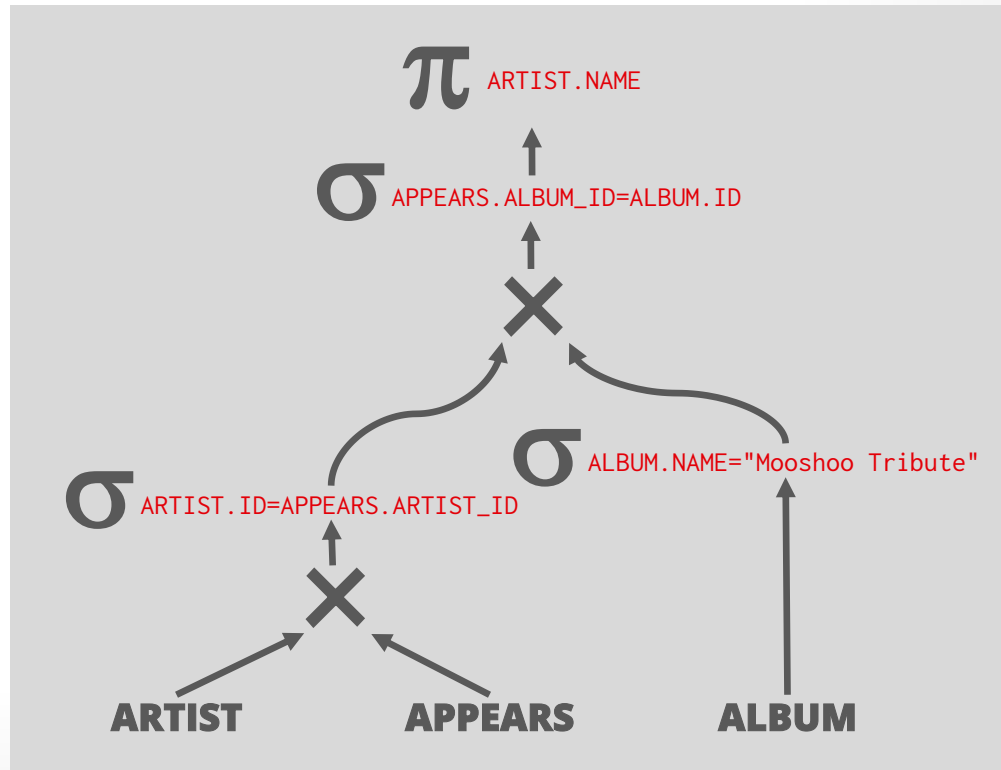 π ARTIST.NAME
σ APPEARS.ALBUM_ID=ALBUM.ID
×
σ ALBUM.NAME="Mooshoo Tribute"
σ ARTIST.ID=APPEARS.ARTIST_ID
×
ARTIST APPEARS ALBUM